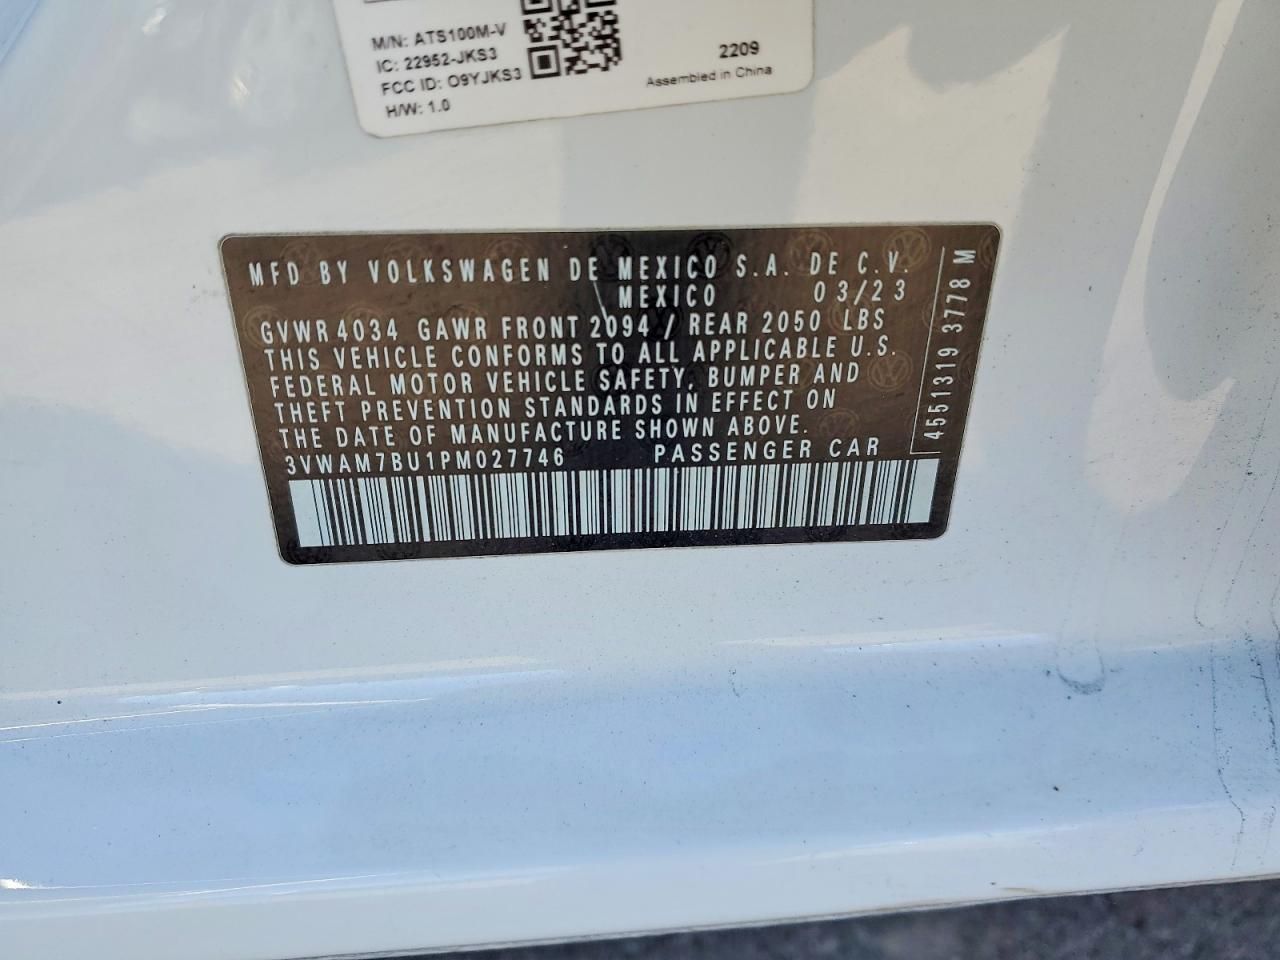 M/N: ATS100M-V
IC: 22952-JKS3
FCC ID: O9YJKS3
H/W: 1.0
2209
Assembled in China
MFD BY VOLKSWAGEN DE MEXICO S.A. DE C.V.
MEXICO 03/23
GVWR 4034 GAWR FRONT 2094 / REAR 2050 LBS
THIS VEHICLE CONFORMS TO ALL APPLICABLE U.S.
FEDERAL MOTOR VEHICLE SAFETY, BUMPER AND
THEFT PREVENTION STANDARDS IN EFFECT ON
THE DATE OF MANUFACTURE SHOWN ABOVE.
3VWAM7BU1PM027746 PASSENGER CAR
4551319 3778 M